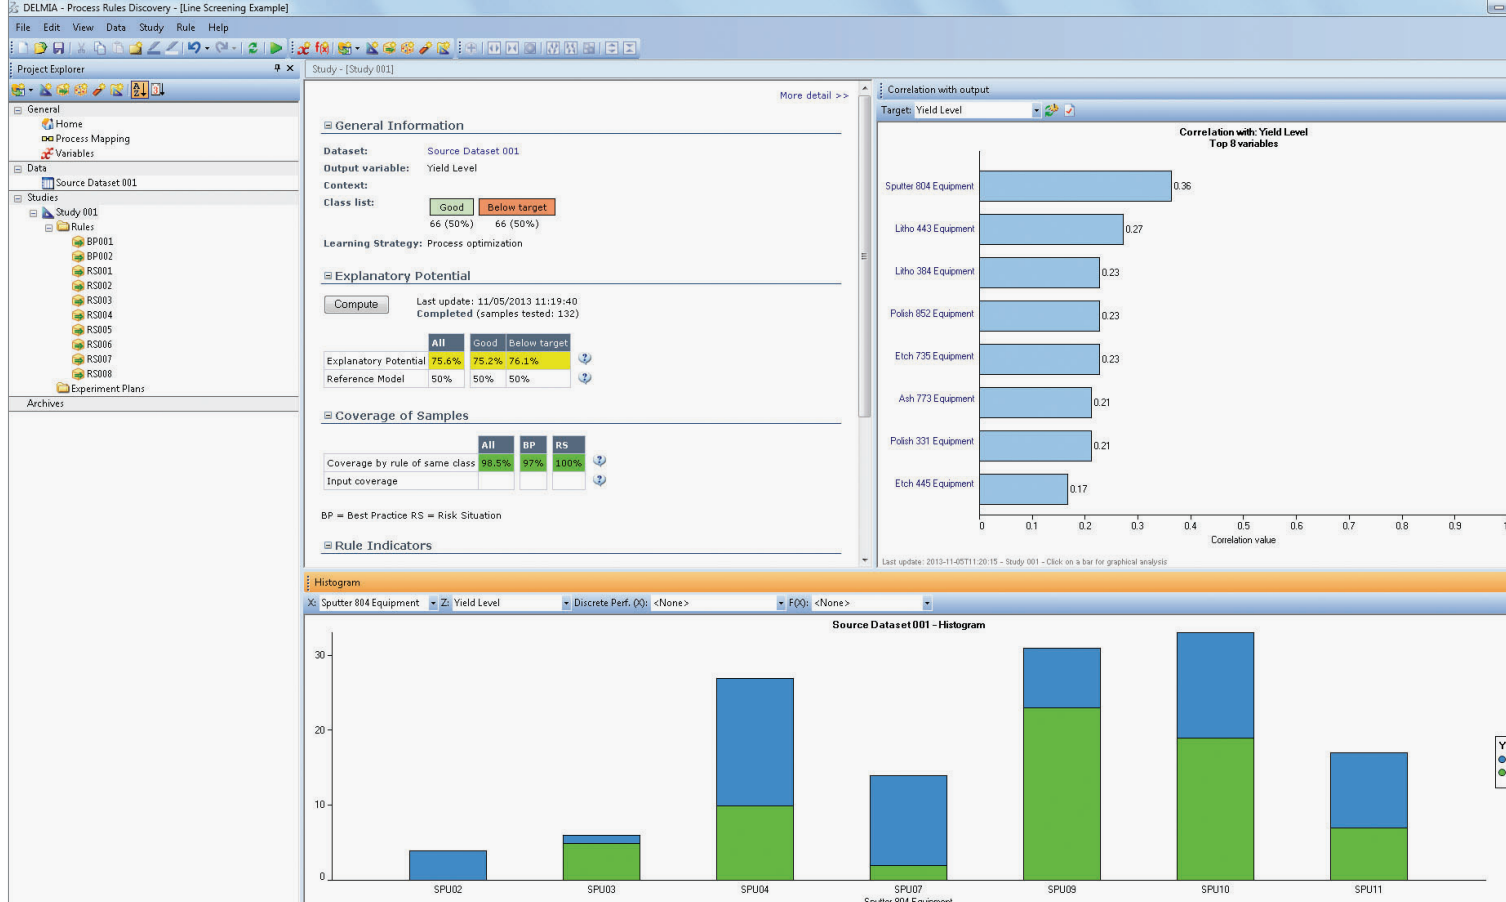 DELMIA - Process Rules Discovery - [Line Screening Example]
File Edit View Data Study Rule Help
Project Explorer
General
Home
Process Mapping
Variables
Data
Source Dataset 001
Studies
Study 001
Rules
BP001
BP002
RS001
RS002
RS003
RS004
RS005
RS006
RS007
RS008
Experiment Plans
Archives
Study - [Study 001]
More detail >>
General Information
Dataset: Source Dataset 001
Output variable: Yield Level
Context:
Class list: Good Below target
66 (50%) 66 (50%)
Learning Strategy: Process optimization
Explanatory Potential
Compute
Last update: 11/05/2013 11:19:40
Completed (samples tested: 132)
All Good Below target
Explanatory Potential 75.6% 75.2% 76.1%
Reference Model 50% 50% 50%
Coverage of Samples
All BP RS
Coverage by rule of same class 98.5% 97% 100%
Input coverage
BP = Best Practice RS = Risk Situation
Rule Indicators
Correlation with output
Target: Yield Level
Correlation with: Yield Level
Top 8 variables
Sputter 804 Equipment 0.36
Litho 443 Equipment 0.27
Litho 384 Equipment 0.23
Polish 852 Equipment 0.23
Etch 735 Equipment 0.23
Ash 773 Equipment 0.21
Polish 331 Equipment 0.21
Etch 445 Equipment 0.17
0 0.1 0.2 0.3 0.4 0.5 0.6 0.7 0.8 0.9 1
Correlation value
Last update: 2013-11-05T11:20:15 - Study 001 - Click on a bar for graphical analysis
Histogram
X: Sputter 804 Equipment Z: Yield Level Discrete Perf. (X): <None> F(X): <None>
Source Dataset 001 - Histogram
30
20
10
0
SPU02 SPU03 SPU04 SPU07 SPU09 SPU10 SPU11
Sputter 804 Equipment
Y